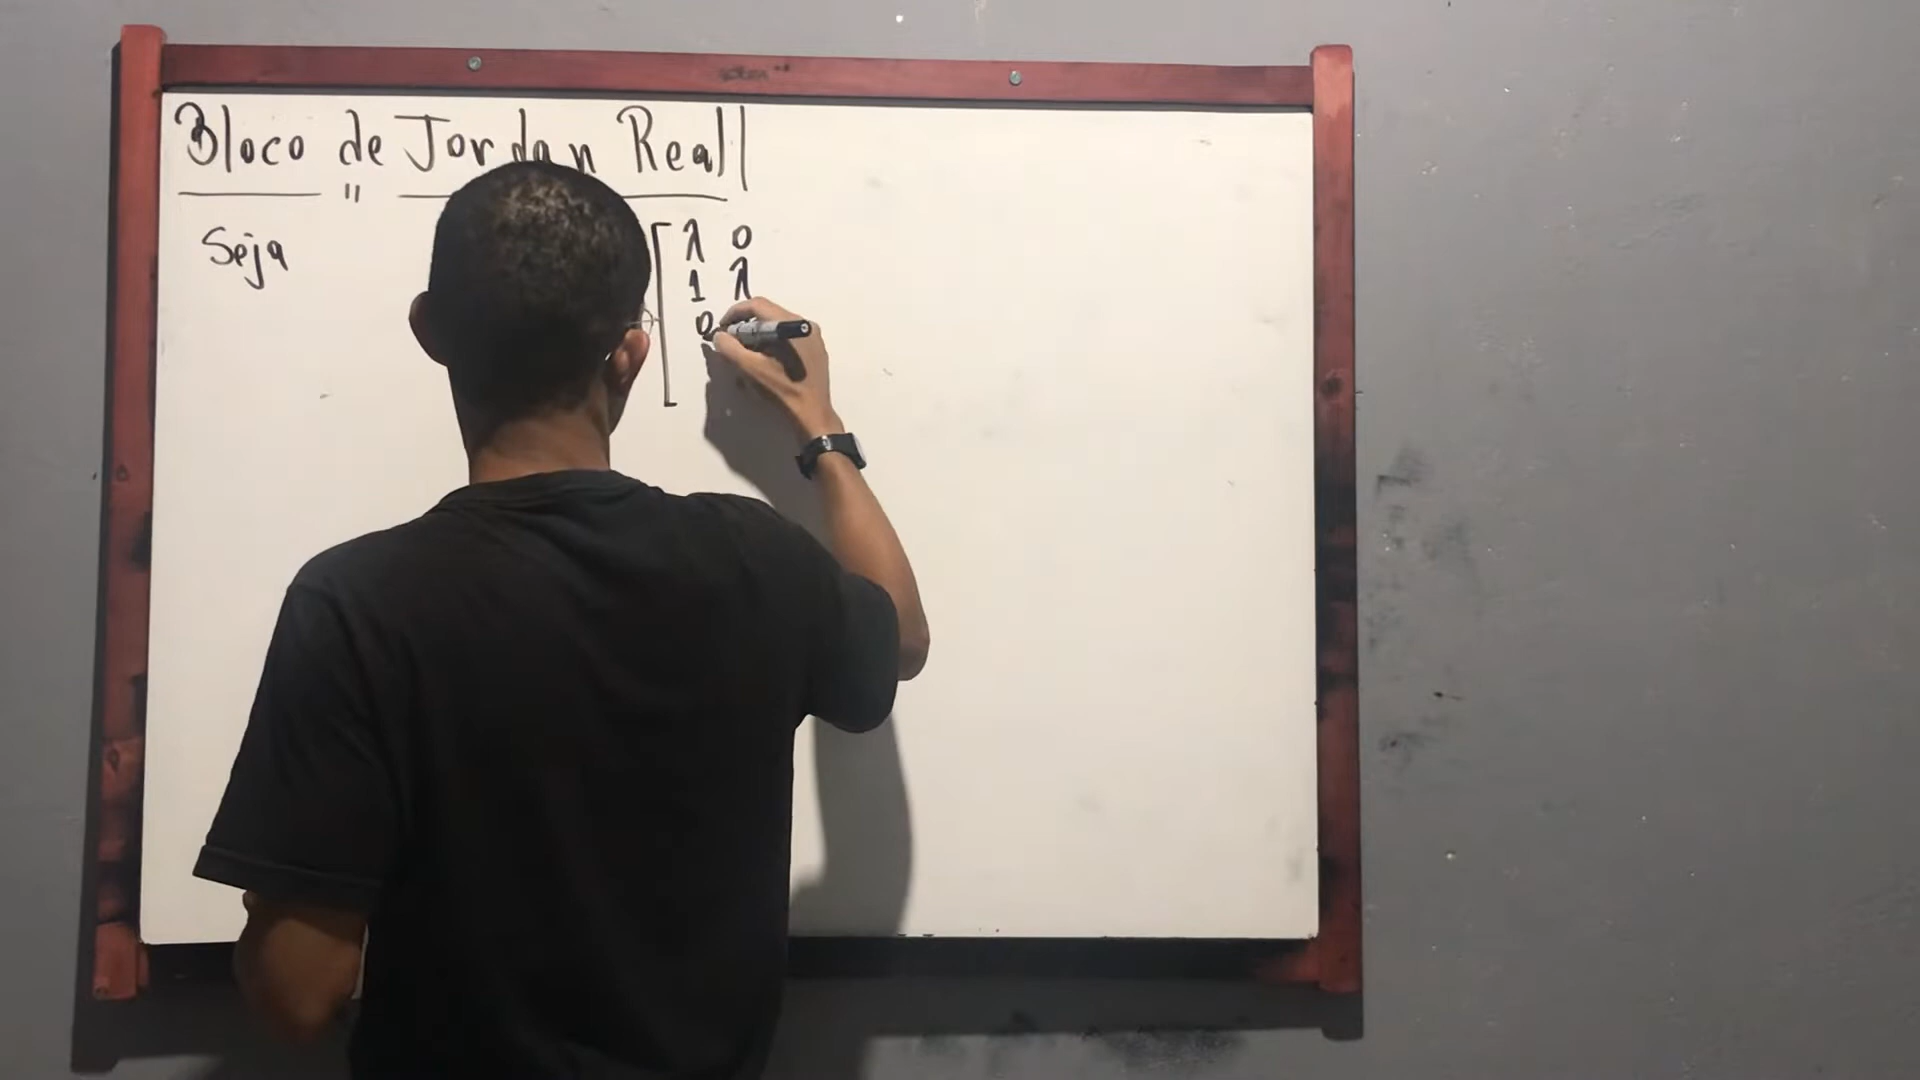 Bloco de Jordan Real
"
Seja
λ 0
1 λ
0